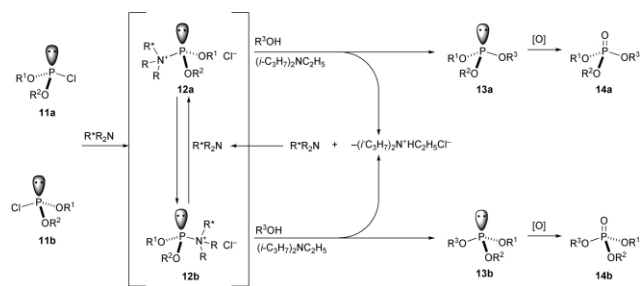 R*
P
R
N⁺
R
OR¹
OR²
Cl⁻
12a
R³OH
(i-C₃H₇)₂NC₂H₅
P
R¹O
R³
R²O
13a
[O]
O
P
R¹O
OR³
R²O
14a
P
R¹O
Cl
R²O
11a
R*R₂N
R*R₂N
R*R₂N + –(i'C₃H₇)₂N⁺HC₂H₅Cl⁻
P
Cl
OR¹
OR²
11b
P
R¹O
R²O
R*
N⁺
R
R
Cl⁻
12b
R³OH
(i-C₃H₇)₂NC₂H₅
P
R³O
OR¹
OR²
13b
[O]
O
P
R³O
OR¹
OR²
14b